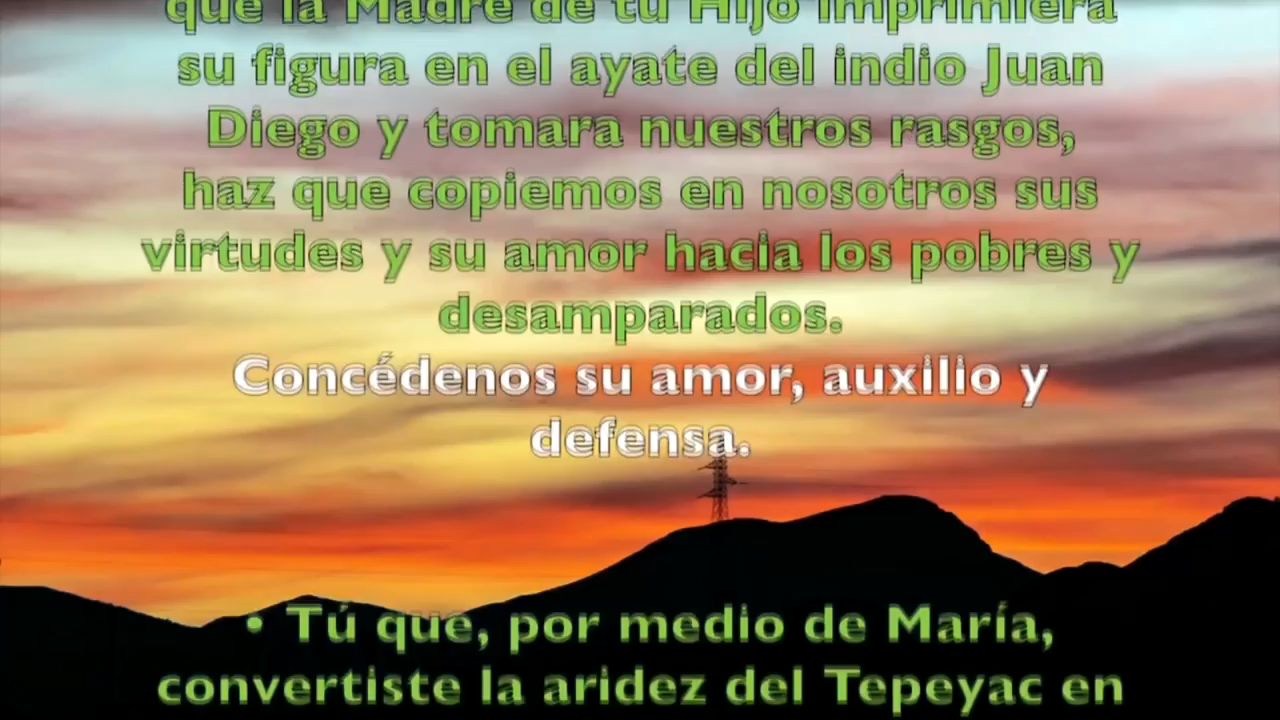 que la Madre de tu Hijo imprimiera
su figura en el ayate del indio Juan
Diego y tomara nuestros rasgos,
haz que copiemos en nosotros sus
virtudes y su amor hacia los pobres y
desamparados.
Concédenos su amor, auxilio y
defensa.
• Tú que, por medio de María,
convertiste la aridez del Tepeyac en